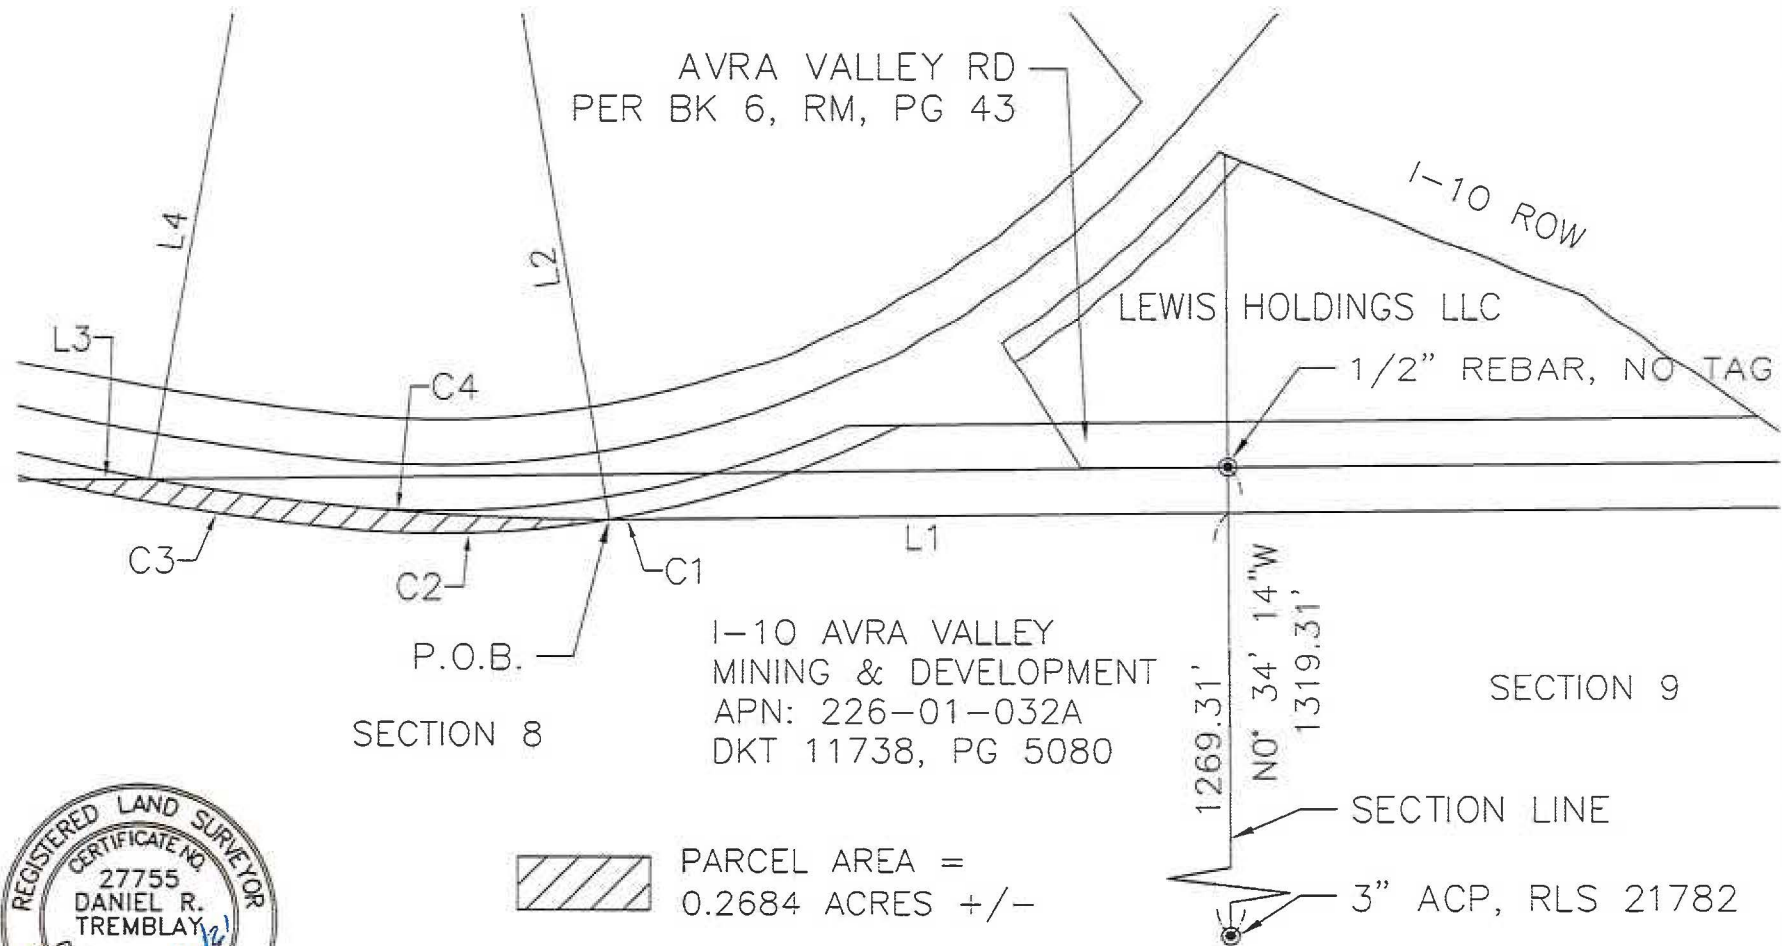 AVRA VALLEY RD
PER BK 6, RM, PG 43
I-10 ROW
L4
L2
LEWIS HOLDINGS LLC
L3
C4
1/2" REBAR, NO TAG
C3
C2
C1
L1
P.O.B.
I-10 AVRA VALLEY
MINING & DEVELOPMENT
APN: 226-01-032A
DKT 11738, PG 5080
SECTION 8
1269.31'
N0° 34' 14"W
1319.31'
SECTION 9
SECTION LINE
PARCEL AREA =
0.2684 ACRES +/-
3" ACP, RLS 21782
REGISTERED LAND SURVEYOR
CERTIFICATE NO.
27755
DANIEL R.
TREMBLAY